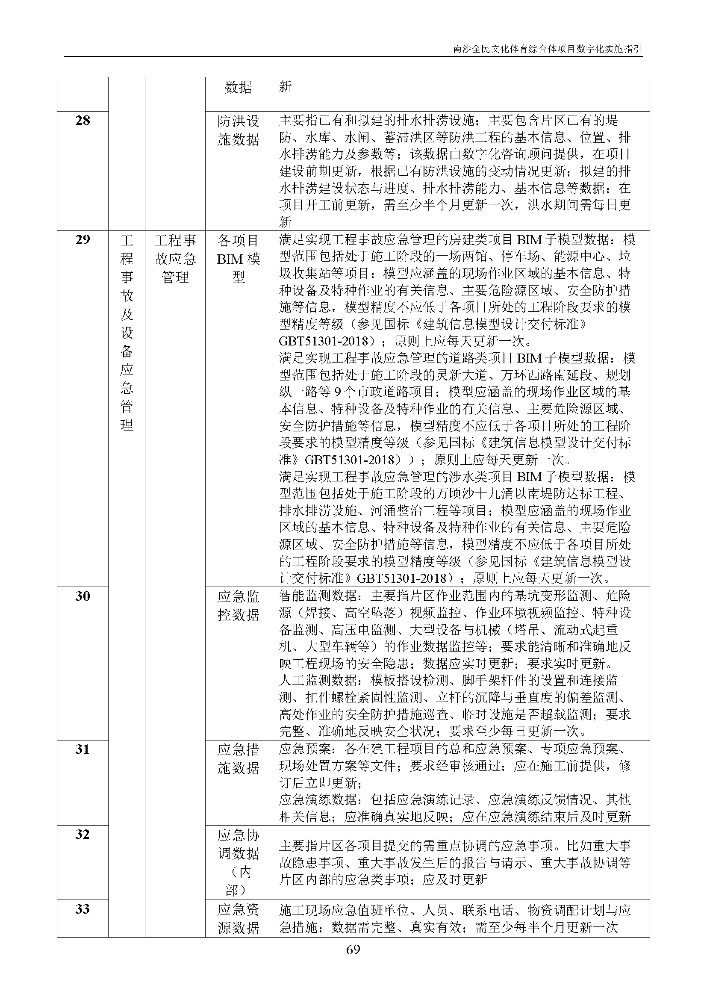 南沙全民文化体育综合体项目数字化实施指引
数据
新
28
防洪设
施数据
主要指已有和拟建的排水排涝设施；主要包含片区已有的堤
防、水库、水闸、蓄滞洪区等防洪工程的基本信息、位置、排
水排涝能力及参数等；该数据由数字化咨询顾问提供，在项目
建设前期更新，根据已有防洪设施的变动情况更新；拟建的排
水排涝建设状态与进度、排水排涝能力、基本信息等数据；在
项目开工前更新，需至少半个月更新一次，洪水期间需每日更
新
29
工
程
事
故
及
设
备
应
急
管
理
工程事
故应急
管理
各项目
BIM 模
型
满足实现工程事故应急管理的房建类项目 BIM 子模型数据：模
型范围包括处于施工阶段的一场两馆、停车场、能源中心、垃
圾收集站等项目；模型应涵盖的现场作业区域的基本信息、特
种设备及特种作业的有关信息、主要危险源区域、安全防护措
施等信息，模型精度不应低于各项目所处的工程阶段要求的模
型精度等级（参见国标《建筑信息模型设计交付标准》
GBT51301-2018）；原则上应每天更新一次。
满足实现工程事故应急管理的道路类项目 BIM 子模型数据：模
型范围包括处于施工阶段的灵新大道、万环西路南延段、规划
纵一路等 9 个市政道路项目；模型应涵盖的现场作业区域的基
本信息、特种设备及特种作业的有关信息、主要危险源区域、
安全防护措施等信息，模型精度不应低于各项目所处的工程阶
段要求的模型精度等级（参见国标《建筑信息模型设计交付标
准》GBT51301-2018））；原则上应每天更新一次。
满足实现工程事故应急管理的涉水类项目 BIM 子模型数据：模
型范围包括处于施工阶段的万顷沙十九涌以南堤防达标工程、
排水排涝设施、河涌整治工程等项目；模型应涵盖的现场作业
区域的基本信息、特种设备及特种作业的有关信息、主要危险
源区域、安全防护措施等信息，模型精度不应低于各项目所处
的工程阶段要求的模型精度等级（参见国标《建筑信息模型设
计交付标准》GBT51301-2018）；原则上应每天更新一次。
30
应急监
控数据
智能监测数据：主要指片区作业范围内的基坑变形监测、危险
源（焊接、高空坠落）视频监控、作业环境视频监控、特种设
备监测、高压电监测、大型设备与机械（塔吊、流动式起重
机、大型车辆等）的作业数据监控等；要求能清晰和准确地反
映工程现场的安全隐患；数据应实时更新；要求实时更新。
人工监测数据：模板搭设检测、脚手架杆件的设置和连接监
测、扣件螺栓紧固性监测、立杆的沉降与垂直度的偏差监测、
高处作业的安全防护措施巡查、临时设施是否超载监测；要求
完整、准确地反映安全状况；要求至少每日更新一次。
31
应急措
施数据
应急预案：各在建工程项目的总和应急预案、专项应急预案、
现场处置方案等文件；要求经审核通过；应在施工前提供，修
订后立即更新；
应急演练数据：包括应急演练记录、应急演练反馈情况、其他
相关信息；应准确真实地反映；应在应急演练结束后及时更新
32
应急协
调数据
（内
部）
主要指片区各项目提交的需重点协调的应急事项。比如重大事
故隐患事项、重大事故发生后的报告与请示、重大事故协调等
片区内部的应急类事项；应及时更新
33
应急资
源数据
施工现场应急值班单位、人员、联系电话、物资调配计划与应
急措施；数据需完整、真实有效；需至少每半个月更新一次
69